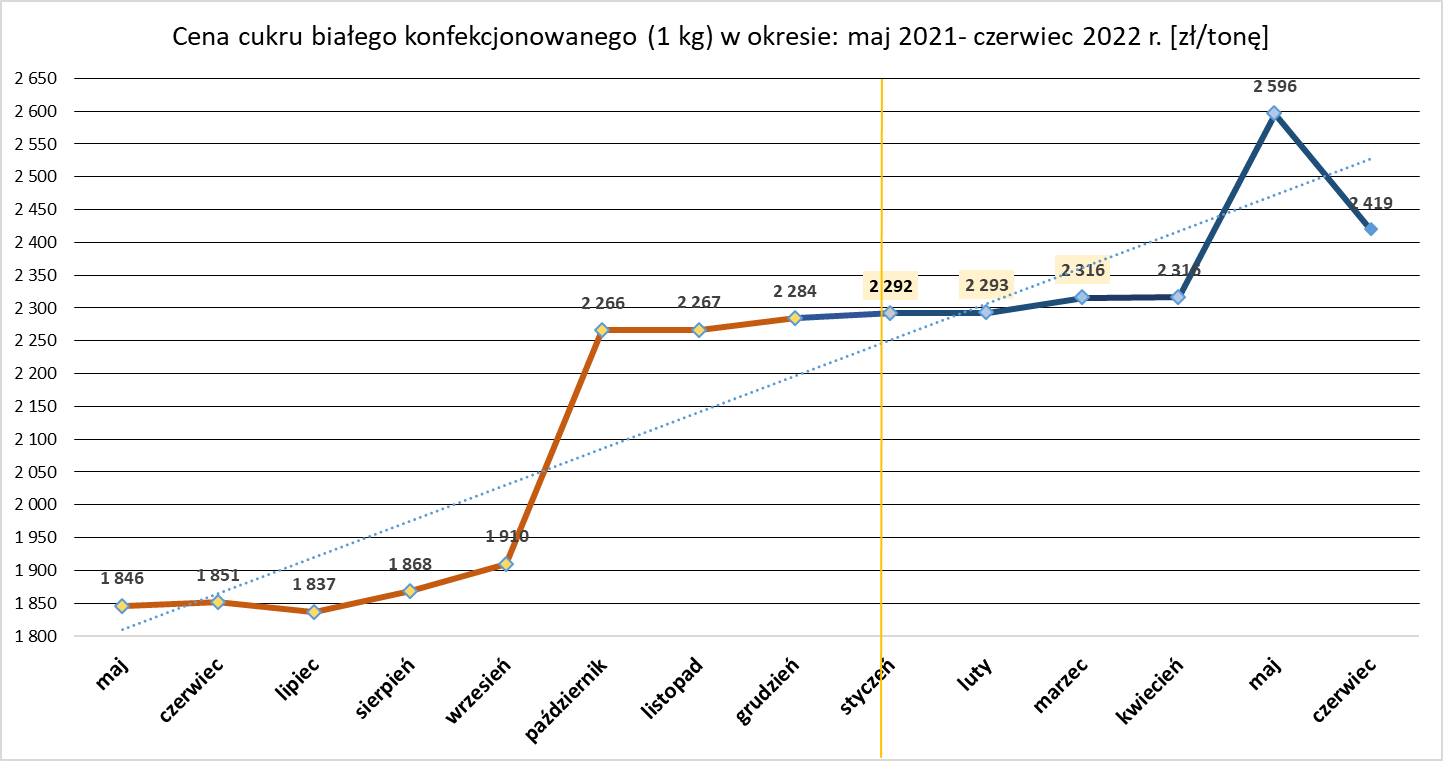 Cena cukru białego konfekcjonowanego (1 kg) w okresie: maj 2021- czerwiec 2022 r. [zł/tonę]
2 650
2 600
2 550
2 500
2 450
2 400
2 350
2 300
2 250
2 200
2 150
2 100
2 050
2 000
1 950
1 900
1 850
1 800
1 846
1 851
1 837
1 868
1 910
2 266
2 267
2 284
2 292
2 293
2 316
2 316
2 596
2 419
maj
czerwiec
lipiec
sierpień
wrzesień
październik
listopad
grudzień
styczeń
luty
marzec
kwiecień
maj
czerwiec